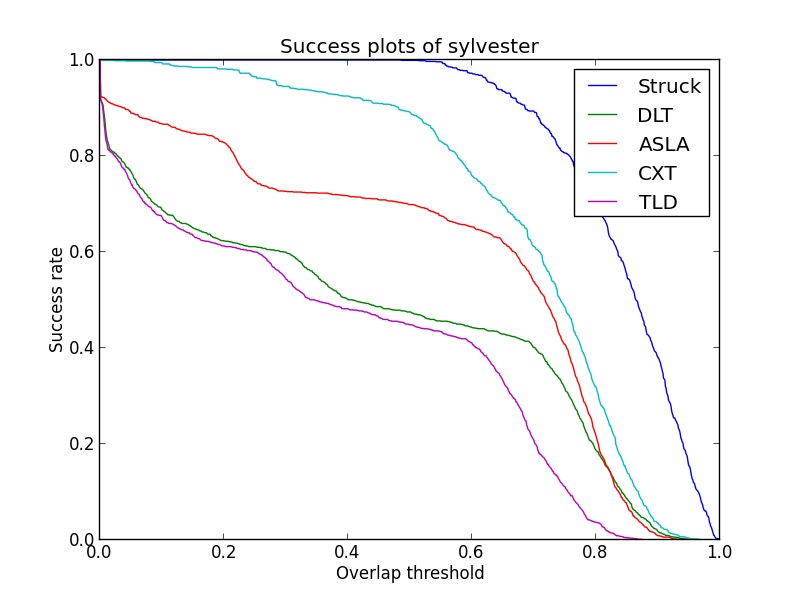 Success plots of sylvester
Success rate
1.0
0.8
0.6
0.4
0.2
0.0
Struck
DLT
ASLA
CXT
TLD
0.0 0.2 0.4 0.6 0.8 1.0
Overlap threshold